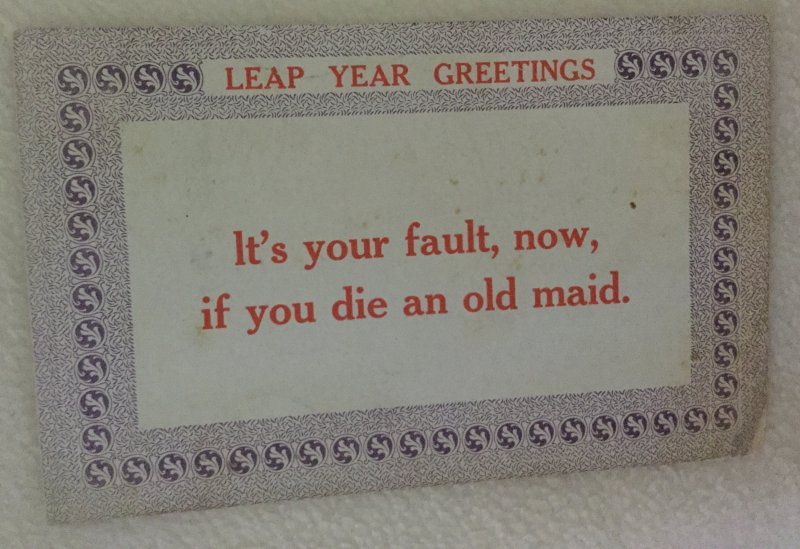 LEAP YEAR GREETINGS
It's your fault, now,
if you die an old maid.